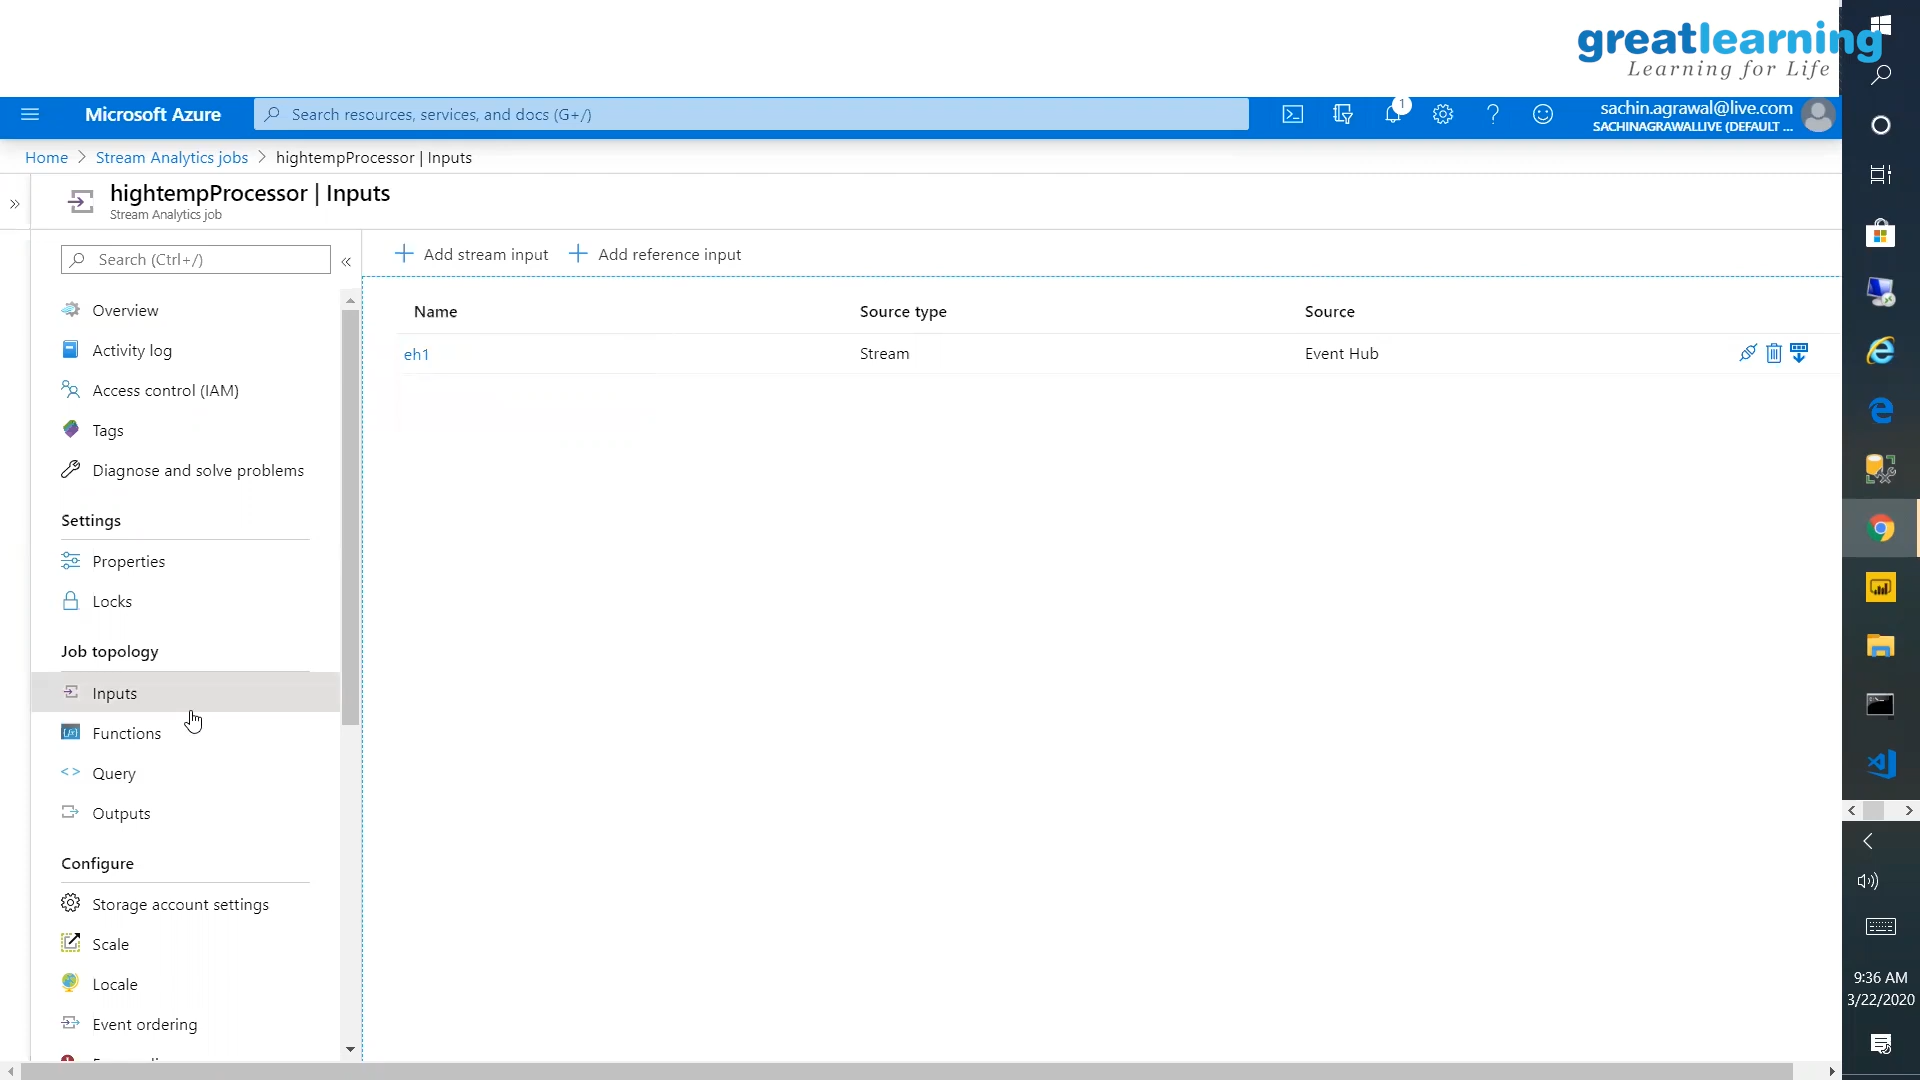 greatlearning
Learning for Life
Microsoft Azure
Search resources, services, and docs (G+/)
1
sachin.agrawal@live.com
SACHINAGRAWALLIVE (DEFAULT ...
Home > Stream Analytics jobs > hightempProcessor | Inputs
hightempProcessor | Inputs
Stream Analytics job
Search (Ctrl+/)
Add stream input
Add reference input
Overview
Activity log
Access control (IAM)
Tags
Diagnose and solve problems
Settings
Properties
Locks
Job topology
Inputs
Functions
Query
Outputs
Configure
Storage account settings
Scale
Locale
Event ordering
Name Source type Source
eh1 Stream Event Hub
9:36 AM
3/22/2020